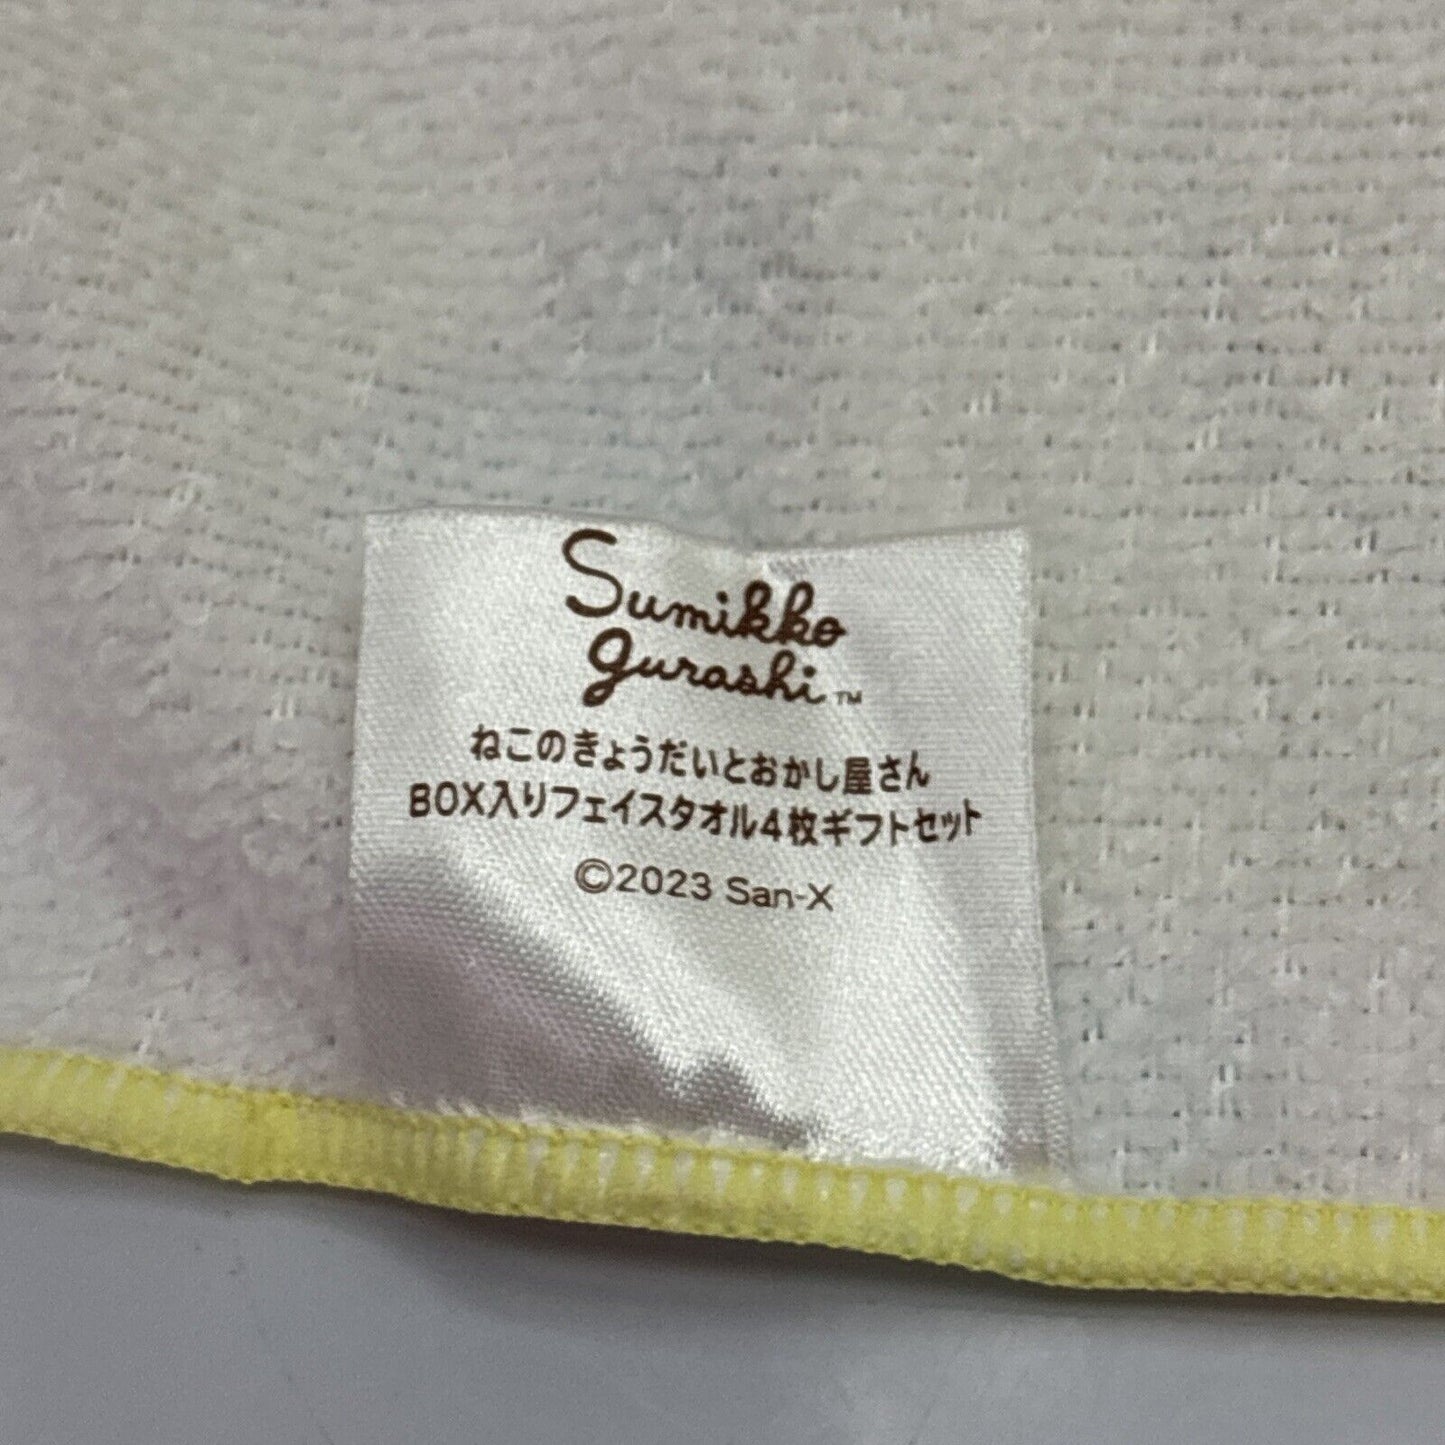 Sumikko
gurashi™
ねこのきょうだいとおかし屋さん
BOX入りフェイスタオル4枚ギフトセット
©2023 San-X